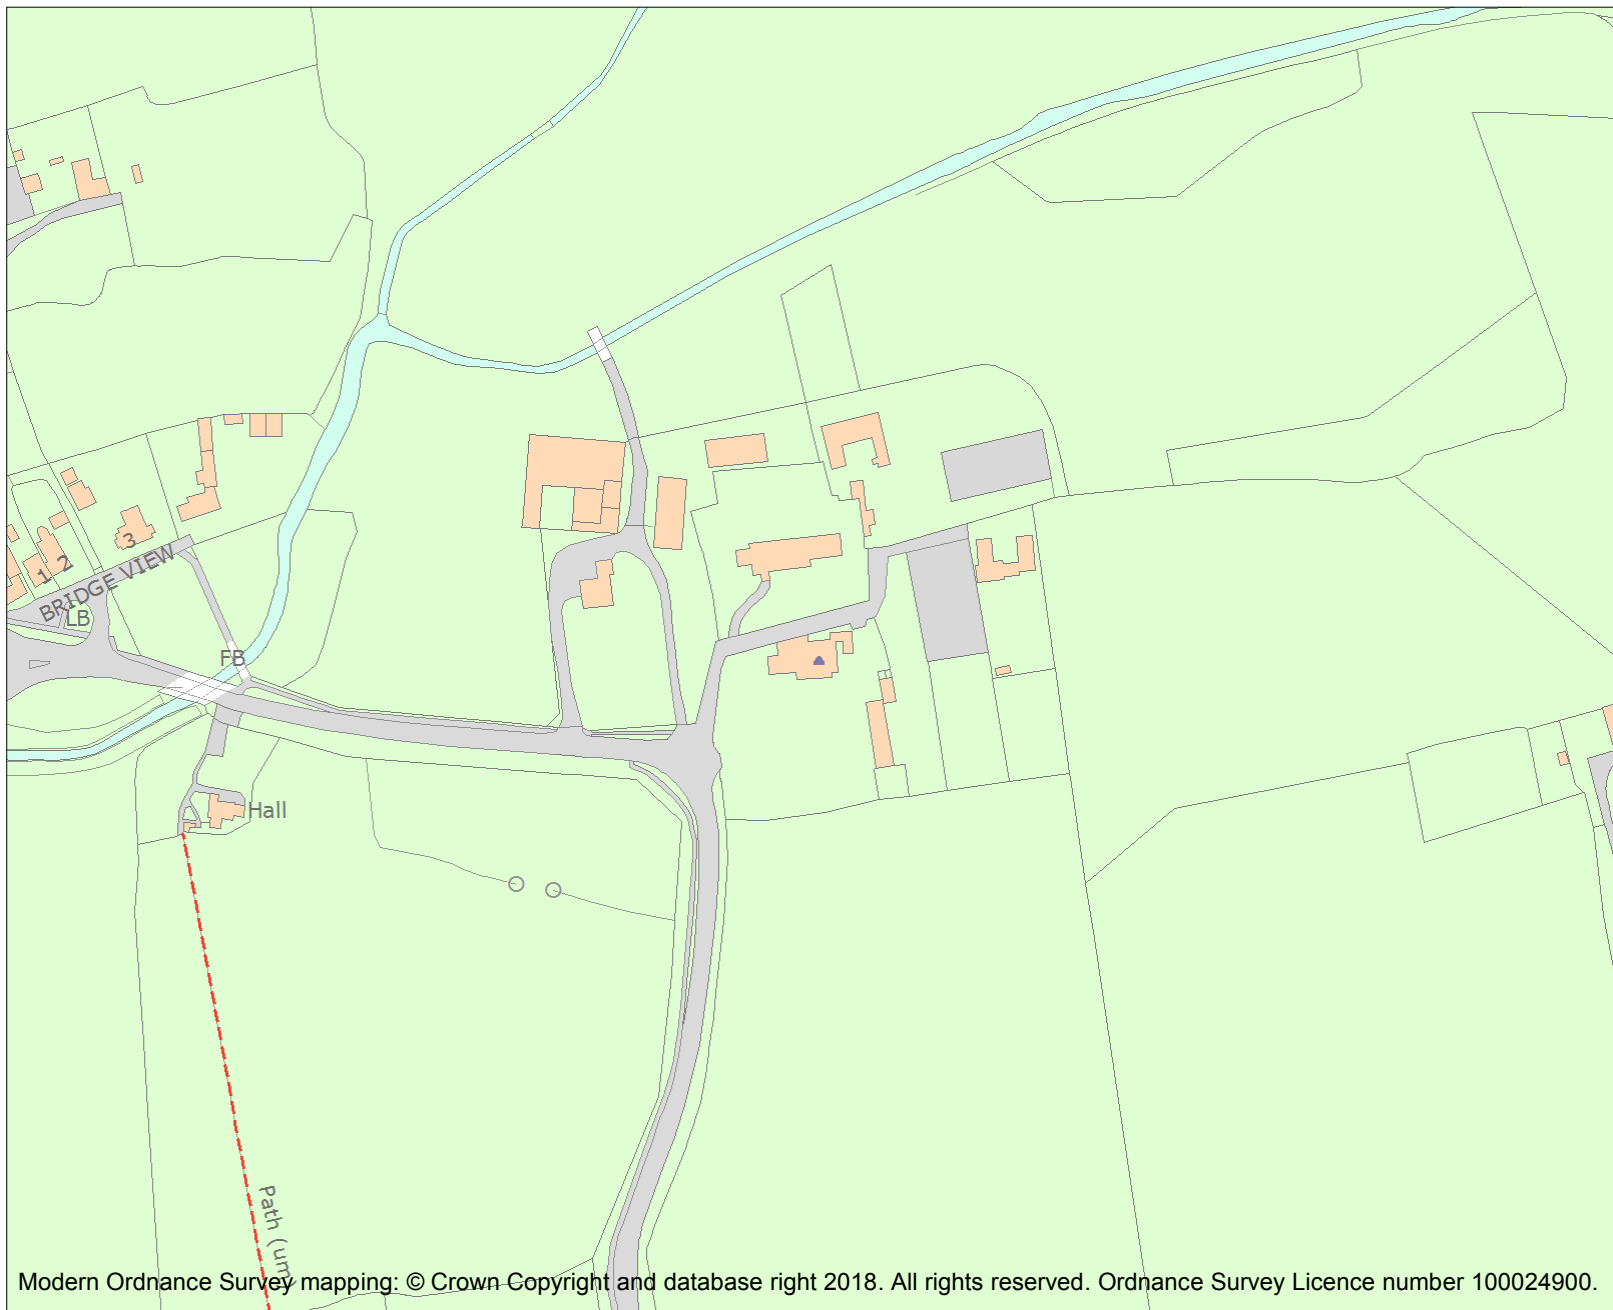 3
1 2
BRIDGE VIEW
LB
FB
Hall
Path (um)
Modern Ordnance Survey mapping: © Crown Copyright and database right 2018. All rights reserved. Ordnance Survey Licence number 100024900.